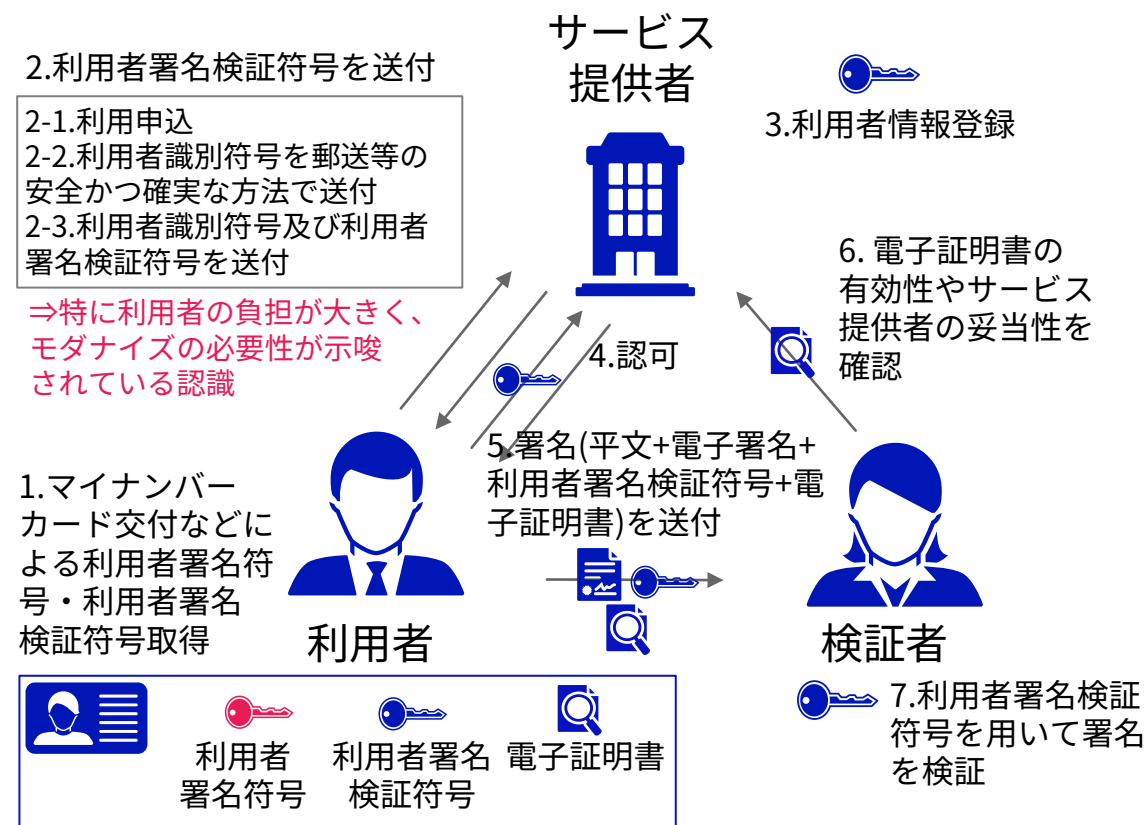 サービス
提供者
2.利用者署名検証符号を送付
2-1.利用申込
2-2.利用者識別符号を郵送等の
安全かつ確実な方法で送付
2-3.利用者識別符号及び利用者
署名検証符号を送付
⇒特に利用者の負担が大きく、
モダナイズの必要性が示唆
されている認識
3.利用者情報登録
6. 電子証明書の
有効性やサービス
提供者の妥当性を
確認
4.認可
5.署名(平文+電子署名+
利用者署名検証符号+電
子証明書)を送付
1.マイナンバー
カード交付などに
よる利用者署名符
号・利用者署名
検証符号取得
利用者
検証者
利用者
署名符号
利用者署名
検証符号
電子証明書
7.利用者署名検証
符号を用いて署名
を検証